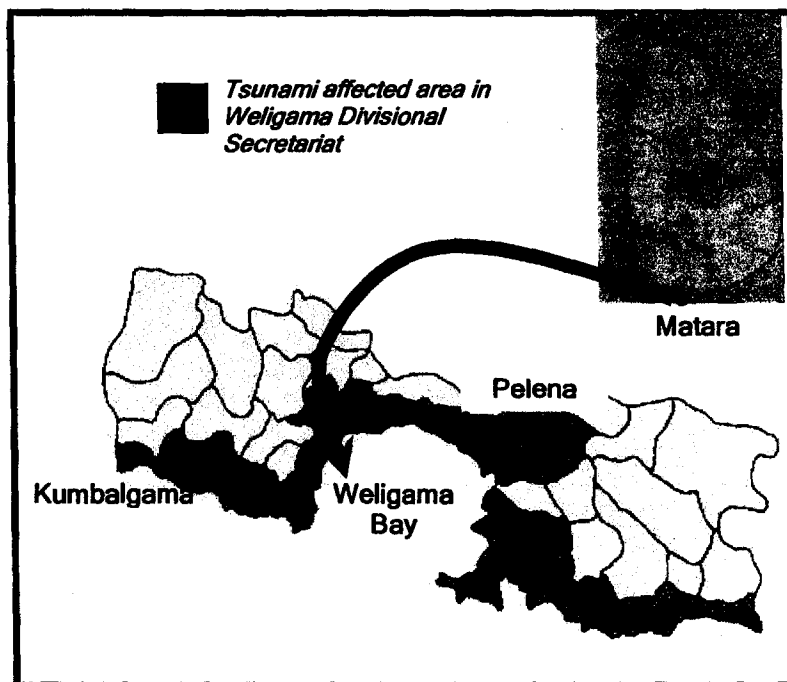 Tsunami affected area in
Weligama Divisional
Secretariat
Matara
Pelena
Kumbalgama
Weligama
Bay